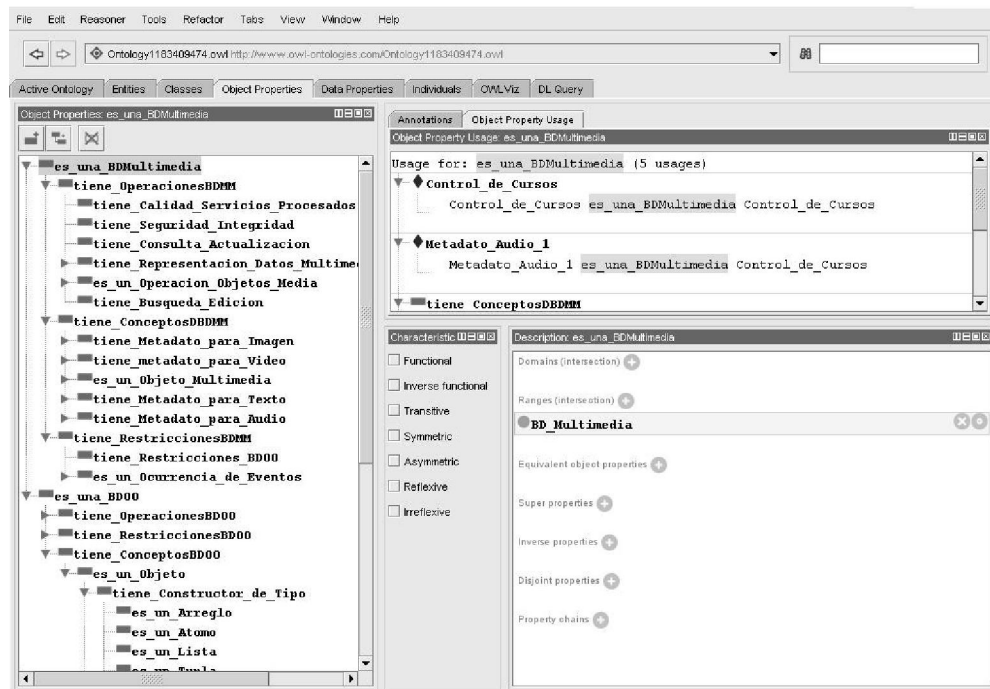 File Edit Reasoner Tools Refactor Tabs View Window Help
Ontology1183409474.owl http://www.owl-ontologies.com/Ontology1183409474.owl
Active Ontology Entities Classes Object Properties Data Properties Individuals OWLViz DL Query
Object Properties: es_una_BDMultimedia
es_una_BDMultimedia
tiene_OperacionesBDMM
tiene_Calidad_Servicios_Procesados
tiene_Seguridad_Integridad
tiene_Consulta_Actualizacion
tiene_Representacion_Datos_Multime
es_un_Operacion_Objetos_Media
tiene_Busqueda_Edicion
tiene_ConceptosDBDMM
tiene_Metadato_para_Imagen
tiene_metadato_para_Video
es_un_Objeto_Multimedia
tiene_Metadato_para_Texto
tiene_Metadato_para_Audio
tiene_RestriccionesBDMM
tiene_Restricciones_BDOO
es_un_Ocurrencia_de_Eventos
es_una_BDOO
tiene_OperacionesBDOO
tiene_RestriccionesBDOO
tiene_ConceptosBDOO
es_un_Objeto
tiene_Constructor_de_Tipo
es_un_Arreglo
es_un_Atomo
es_un_Lista
es_un_Tupla
Annotations Object Property Usage
Object Property Usage: es_una_BDMultimedia
Usage for: es_una_BDMultimedia (5 usages)
Control_de_Cursos
Control_de_Cursos es_una_BDMultimedia Control_de_Cursos
Metadato_Audio_1
Metadato_Audio_1 es_una_BDMultimedia Control_de_Cursos
tiene_ConceptosDBDMM
Characteristic
Functional
Inverse functional
Transitive
Symmetric
Asymmetric
Reflexive
Irreflexive
Description: es_una_BDMultimedia
Domains (intersection)
Ranges (intersection)
BD_Multimedia
Equivalent object properties
Super properties
Inverse properties
Disjoint properties
Property chains